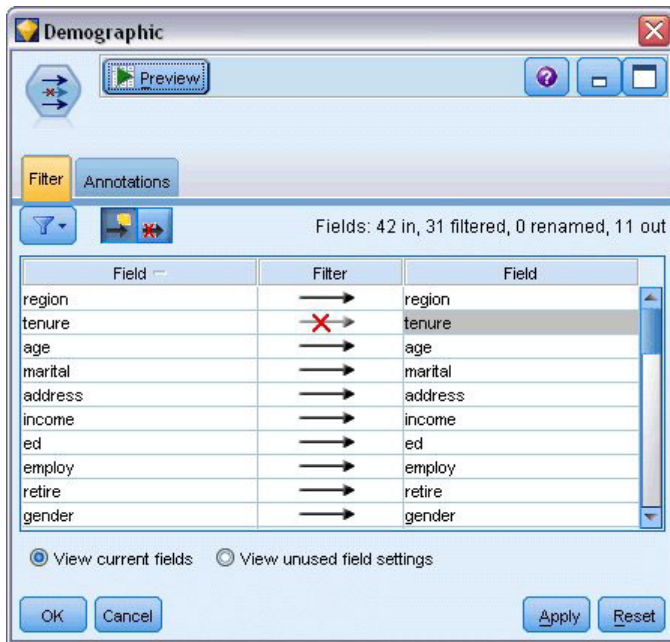 Demographic
Preview
Filter Annotations
Fields: 42 in, 31 filtered, 0 renamed, 11 out
Field Filter Field
region region
tenure tenure
age age
marital marital
address address
income income
ed ed
employ employ
retire retire
gender gender
View current fields View unused field settings
OK Cancel Apply Reset